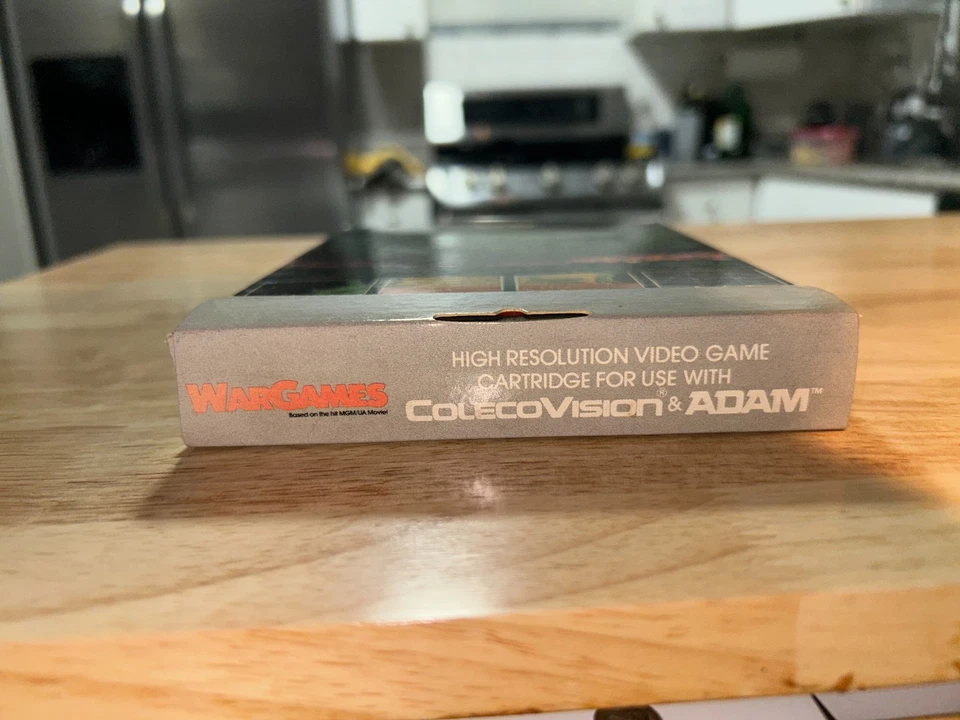 WARGAMES
Based on the hit MGM/UA Movie!
HIGH RESOLUTION VIDEO GAME
CARTRIDGE FOR USE WITH
COLECOVISION® & ADAM™